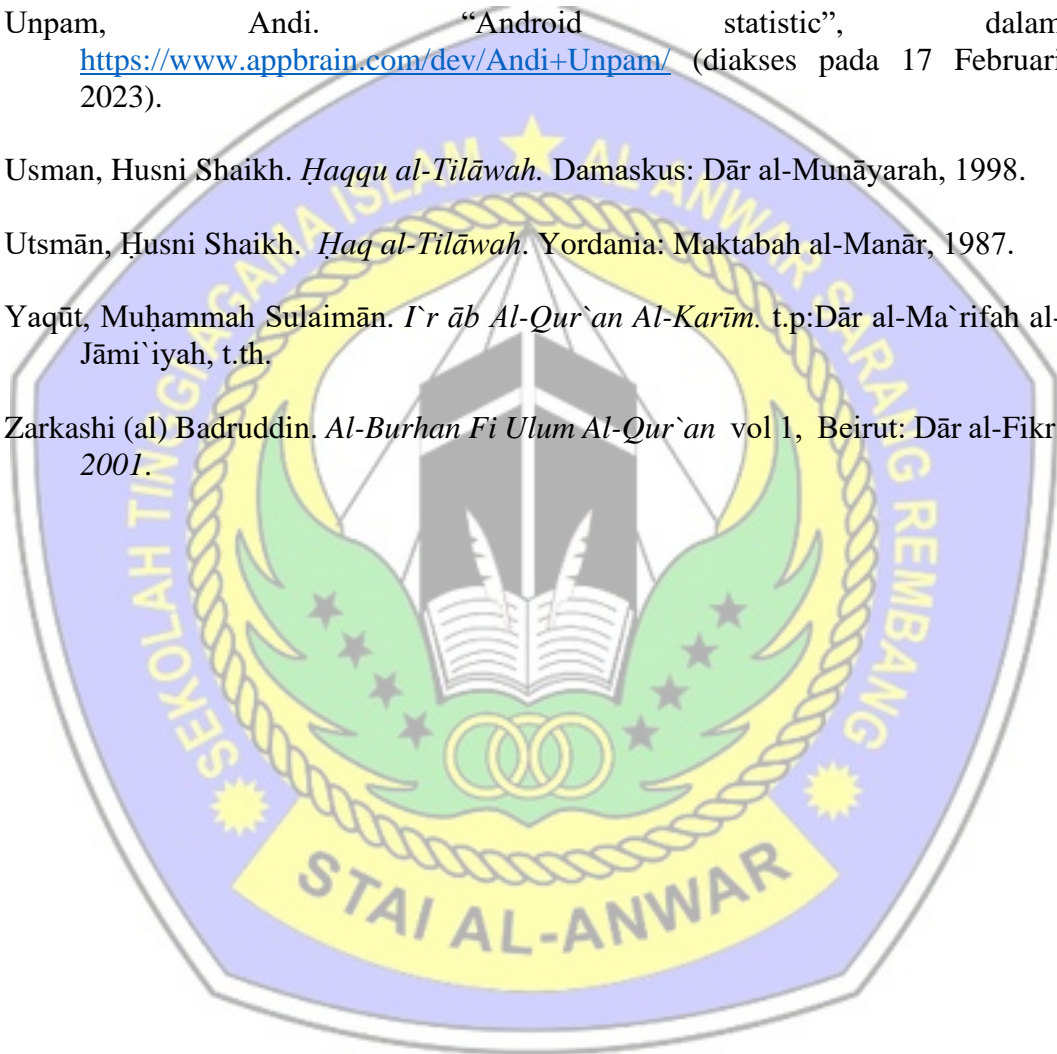 Unpam, Andi. “Android statistic”, dalam
https://www.appbrain.com/dev/Andi+Unpam/ (diakses pada 17 Februari
2023).
Usman, Husni Shaikh. Ḥaqqu al-Tilāwah. Damaskus: Dār al-Munāyarah, 1998.
Utsmān, Ḥusni Shaikh. Ḥaq al-Tilāwah. Yordania: Maktabah al-Manār, 1987.
Yaqūt, Muḥammah Sulaimān. I`r āb Al-Qur`an Al-Karīm. t.p:Dār al-Ma`rifah al-
Jāmi`iyah, t.th.
Zarkashi (al) Badruddin. Al-Burhan Fi Ulum Al-Qur`an vol 1, Beirut: Dār al-Fikr
2001.
SEKOLAH TINGGI AGAMA ISLAM AL ANWAR SARANG REMBANG
STAI AL-ANWAR